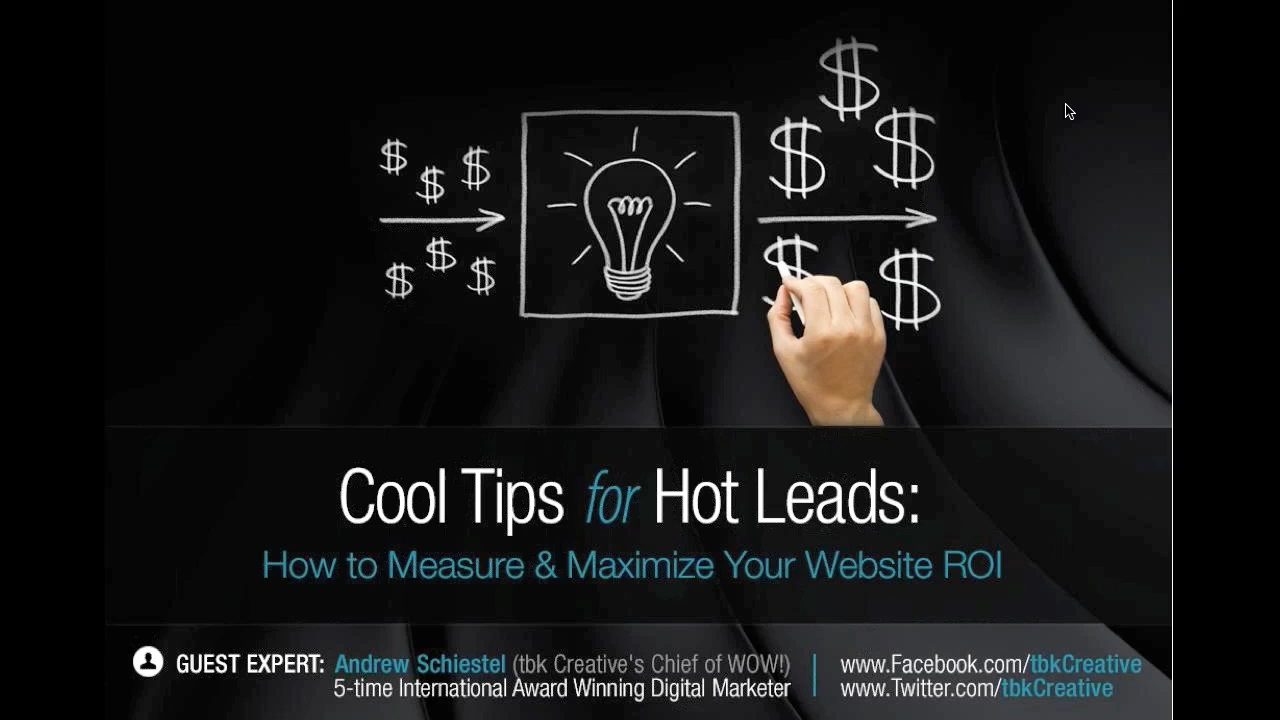 $ $ $ $ $ $
$ $ $ $ $
Cool Tips for Hot Leads:
How to Measure & Maximize Your Website ROI
GUEST EXPERT: Andrew Schiestel (tbk Creative's Chief of WOW!)
5-time International Award Winning Digital Marketer
www.Facebook.com/tbkCreative
www.Twitter.com/tbkCreative